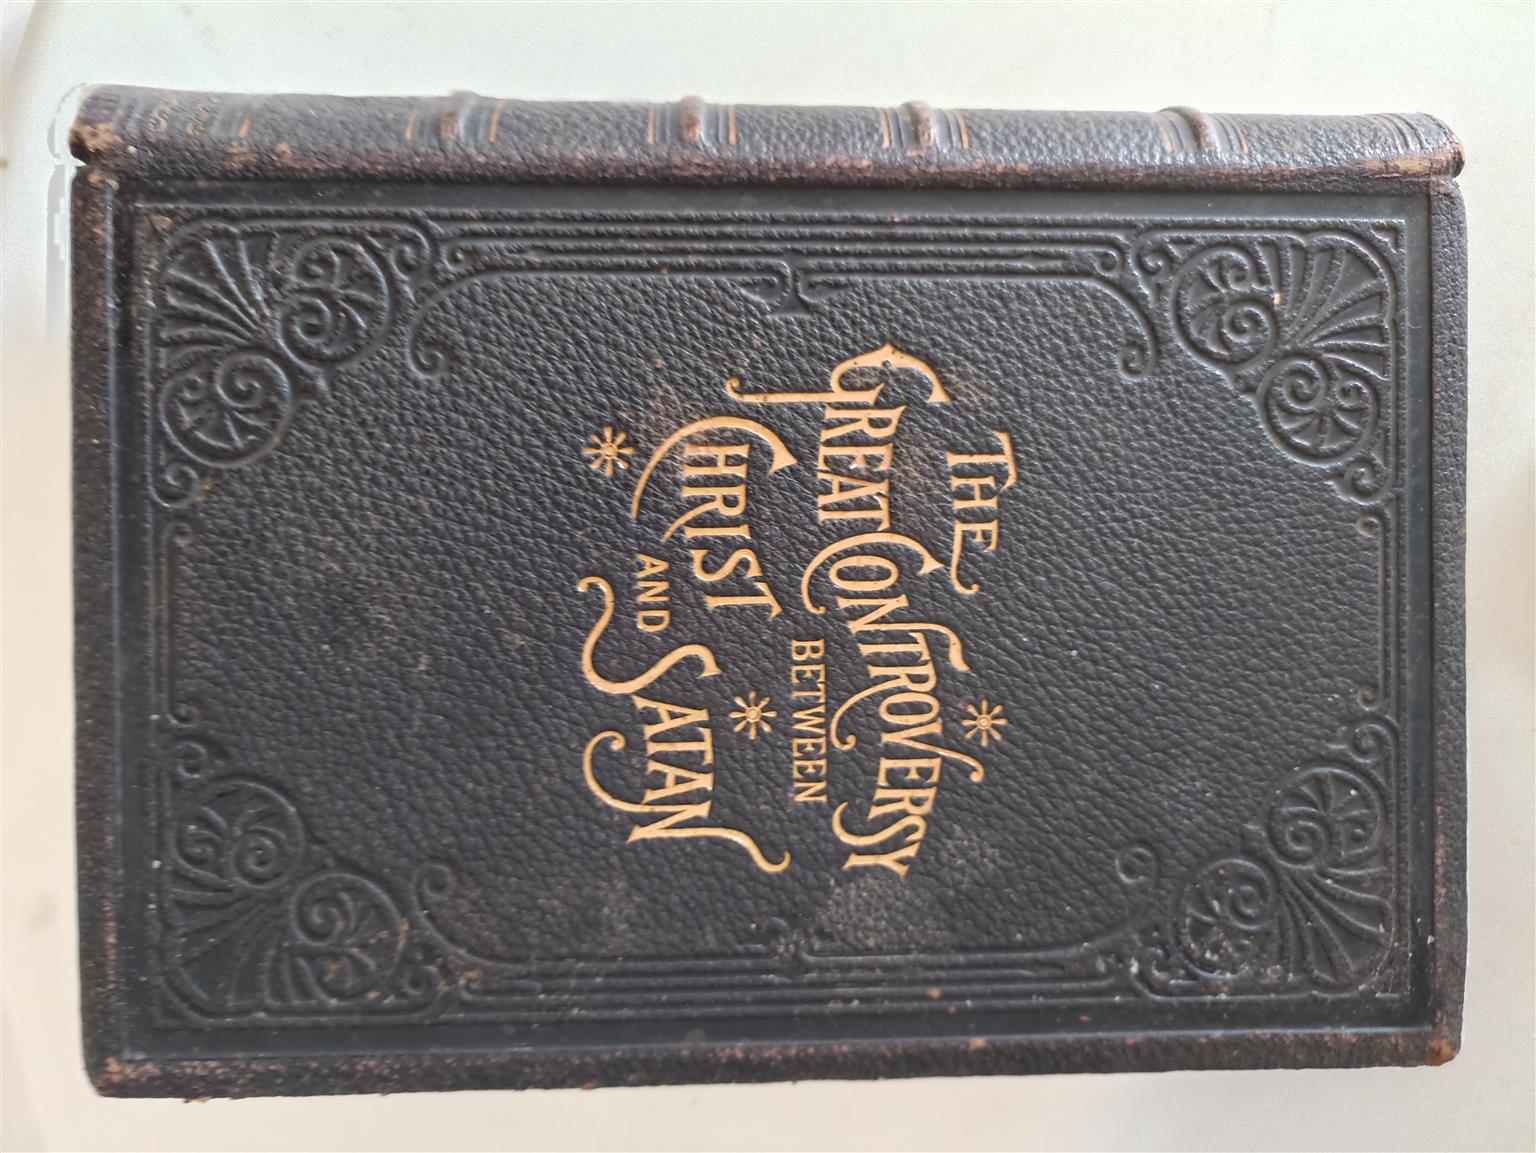 THE
GREAT CONTROVERSY
BETWEEN
CHRIST
AND
SATAN